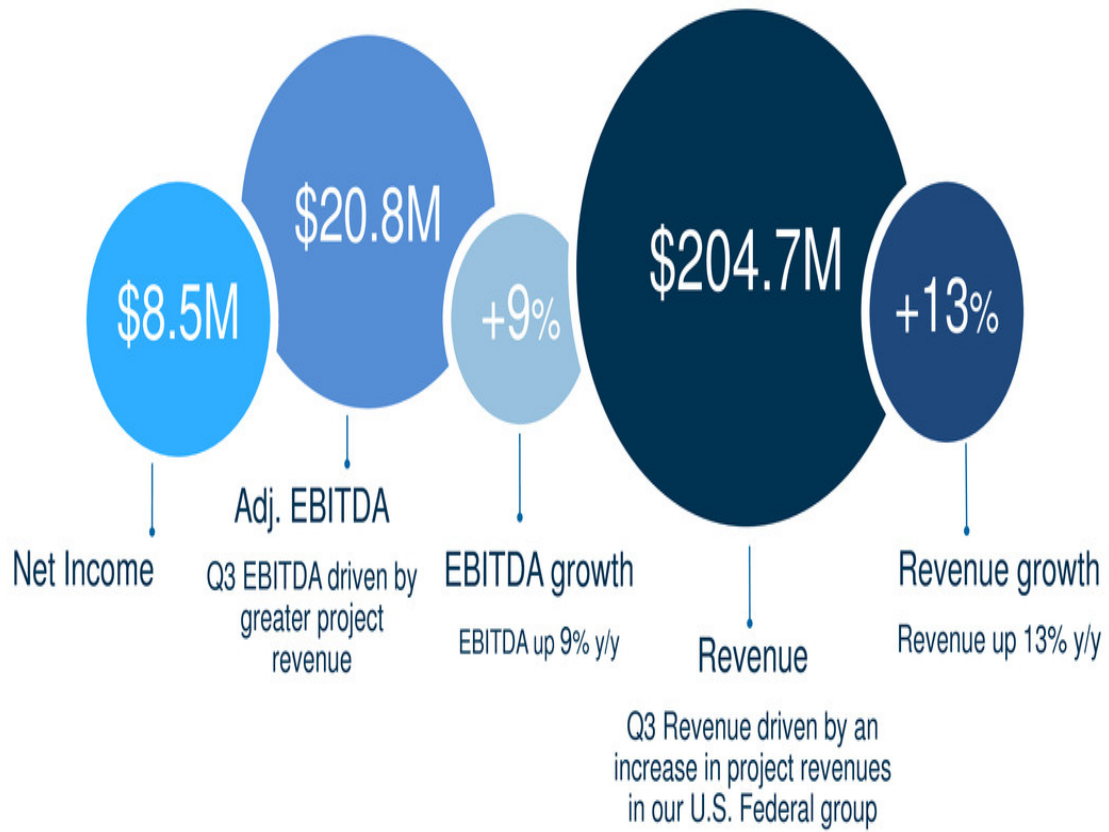 $8.5M
$20.8M
+9%
$204.7M
+13%
Net Income
Adj. EBITDA
Q3 EBITDA driven by
greater project
revenue
EBITDA growth
EBITDA up 9% y/y
Revenue
Q3 Revenue driven by an
increase in project revenues
in our U.S. Federal group
Revenue growth
Revenue up 13% y/y